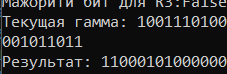 Мажорити бит для R3:False
Текущая гамма: 1001110100
001011011
Результат: 11000101000000